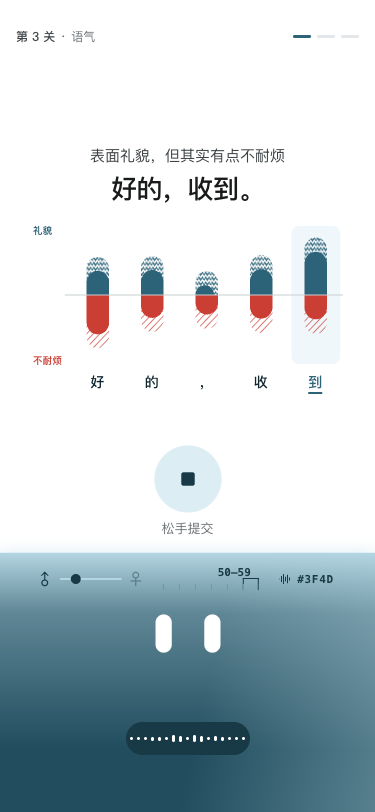 第 3 关 · 语气
表面礼貌，但其实有点不耐烦
好的，收到。
礼貌
不耐烦
好 的 ， 收 到
松手提交
50—59
#3F4D